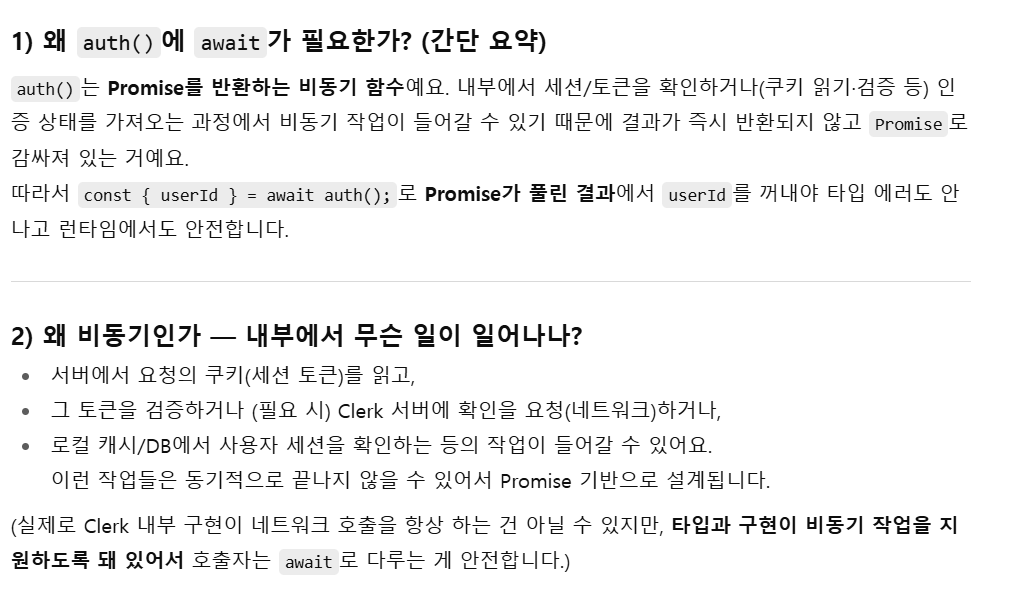 1) 왜 auth()에 await가 필요한가? (간단 요약)
auth()는 Promise를 반환하는 비동기 함수예요. 내부에서 세션/토큰을 확인하거나(쿠키 읽기·검증 등) 인
증 상태를 가져오는 과정에서 비동기 작업이 들어갈 수 있기 때문에 결과가 즉시 반환되지 않고 Promise로
감싸져 있는 거예요.
따라서 const { userId } = await auth();로 Promise가 풀린 결과에서 userId를 꺼내야 타입 에러도 안
나고 런타임에서도 안전합니다.
2) 왜 비동기인가 — 내부에서 무슨 일이 일어나나?
• 서버에서 요청의 쿠키(세션 토큰)를 읽고,
• 그 토큰을 검증하거나 (필요 시) Clerk 서버에 확인을 요청(네트워크)하거나,
• 로컬 캐시/DB에서 사용자 세션을 확인하는 등의 작업이 들어갈 수 있어요.
이런 작업들은 동기적으로 끝나지 않을 수 있어서 Promise 기반으로 설계됩니다.
(실제로 Clerk 내부 구현이 네트워크 호출을 항상 하는 건 아닐 수 있지만, 타입과 구현이 비동기 작업을 지
원하도록 돼 있어서 호출자는 await로 다루는 게 안전합니다.)